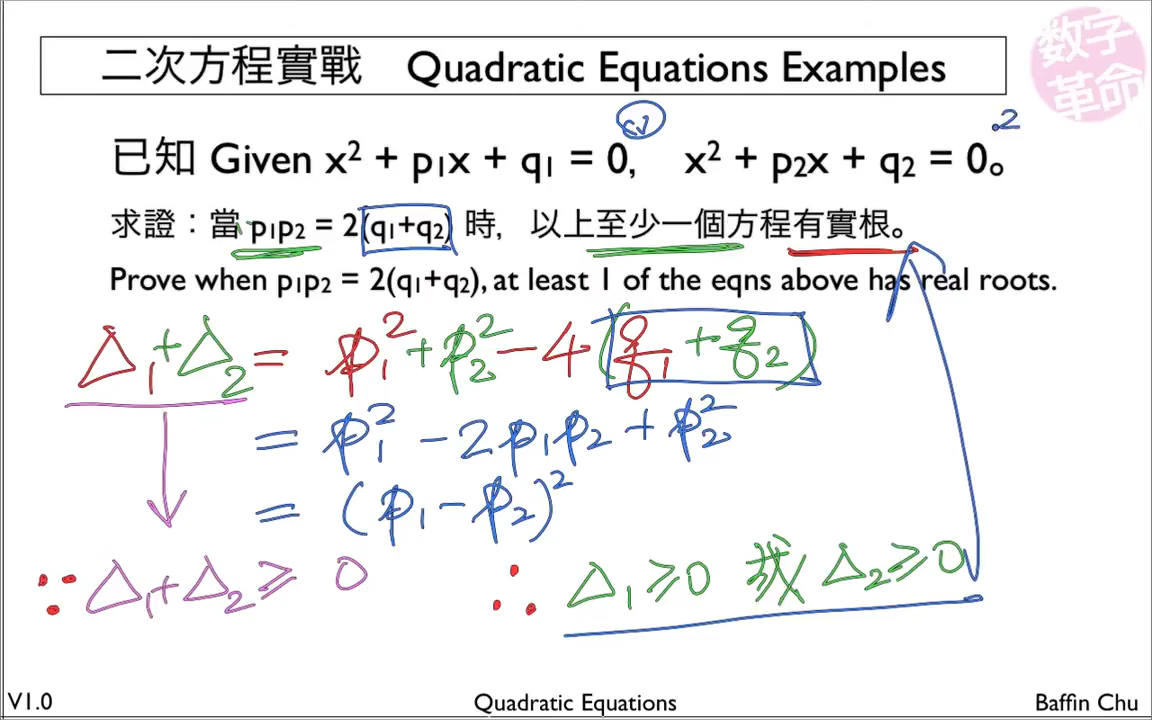 数字
革命
二次方程實戰 Quadratic Equations Examples
(1) 2
已知 Given x² + p₁x + q₁ = 0, x² + p₂x + q₂ = 0。
求證：當 p₁p₂ = 2(q₁+q₂) 時, 以上至少一個方程有實根。
Prove when p₁p₂ = 2(q₁+q₂), at least 1 of the eqns above has real roots.
Δ₁+Δ₂ = p₁²+p₂²−4(q₁+q₂)
= p₁²−2p₁p₂+p₂²
= (p₁−p₂)²
∵ Δ₁+Δ₂ ≥ 0 ∴ Δ₁≥0 或 Δ₂≥0
V1.0 Quadratic Equations Baffin Chu